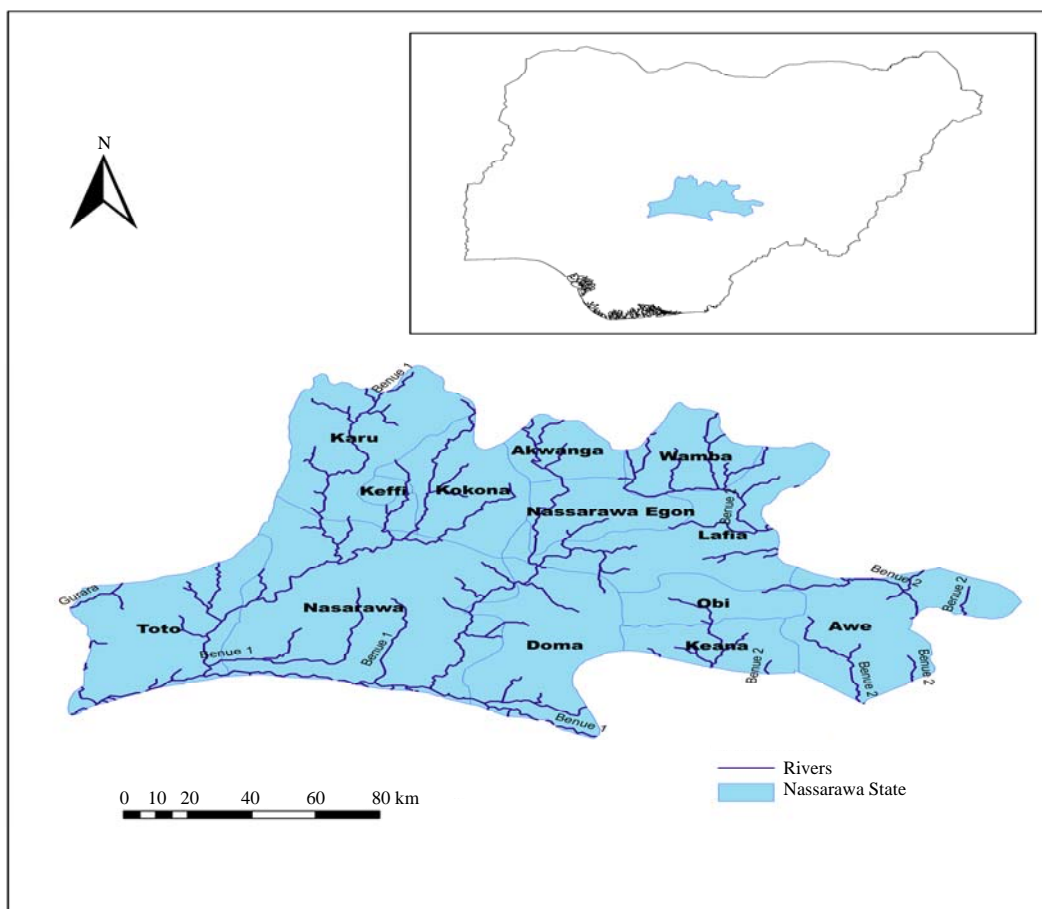 N
Benue 1
Karu
Akwanga
Wamba
Keffi
Kokona
Benue 1
Nassarawa Egon
Lafia
Gurara
Benue 2
Benue 2
Nasarawa
Obi
Toto
Awe
Doma
Keana
Benue 1
Benue 1
Benue 2
Benue 2
Benue 2
Benue 1
Rivers
Nassarawa State
0 10 20 40 60 80 km